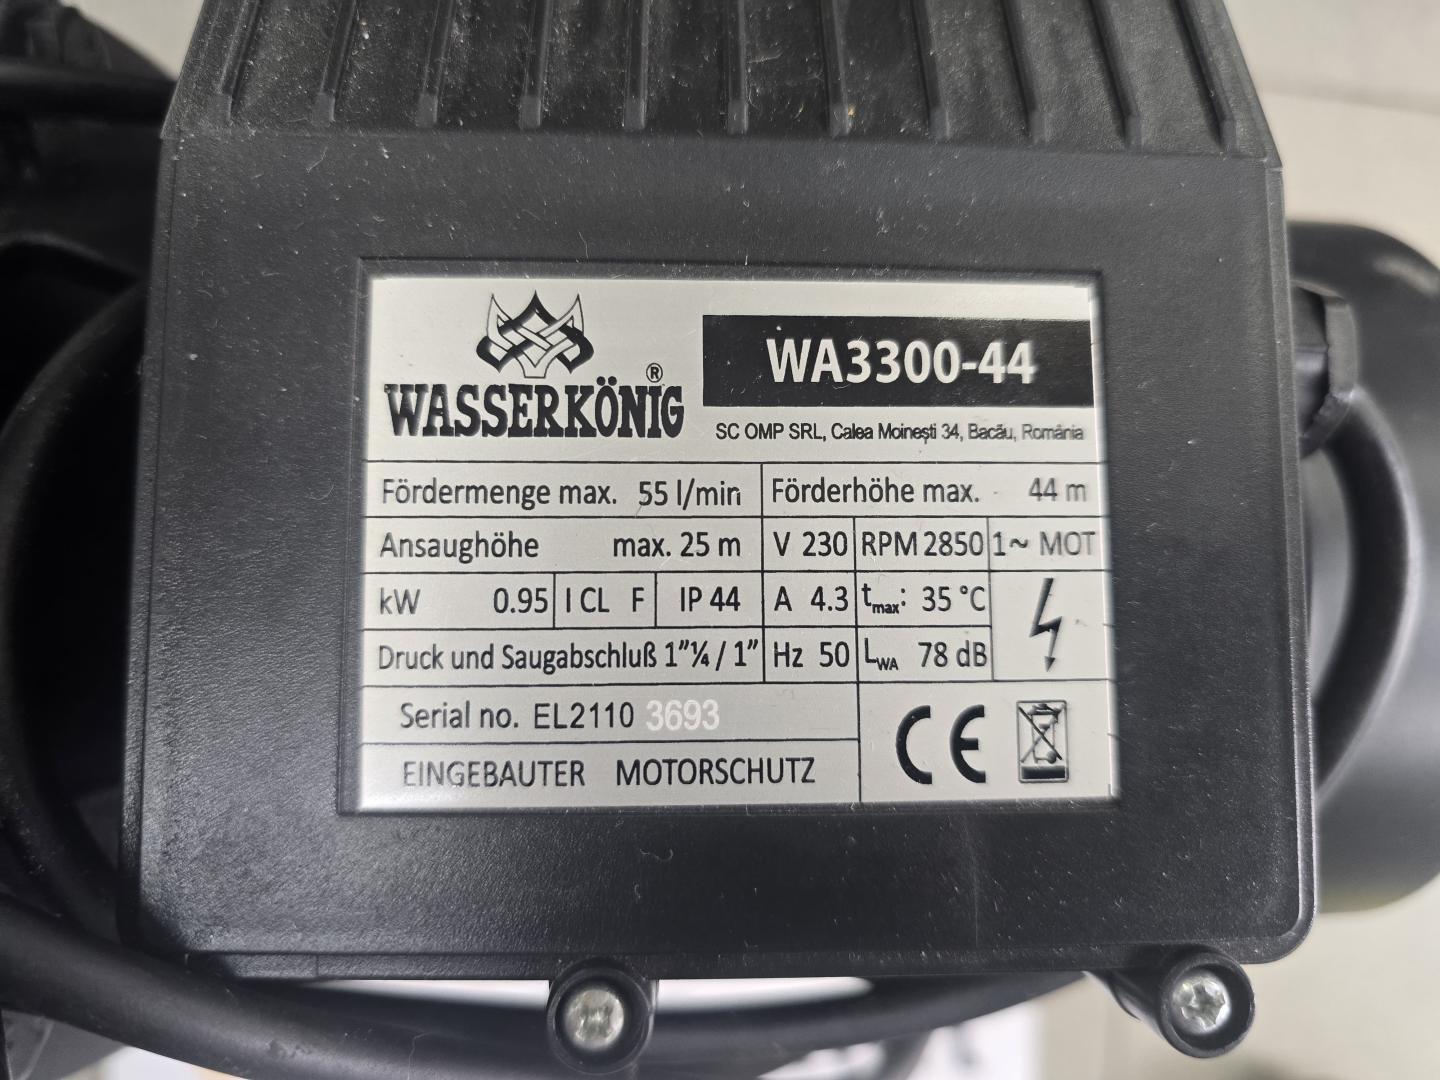 WASSERKÖNIG®
WA3300-44
SC OMP SRL, Calea Moinești 34, Bacău, România
Fördermenge max. 55 l/min
Förderhöhe max. 44 m
Ansaughöhe max. 25 m
V 230
RPM 2850
1~ MOT
kW 0.95
I CL F
IP 44
A 4.3
tmax: 35 °C
Druck und Saugabschluß 1"¼ / 1"
Hz 50
LWA 78 dB
Serial no. EL2110 3693
EINGEBAUTER MOTORSCHUTZ
CE